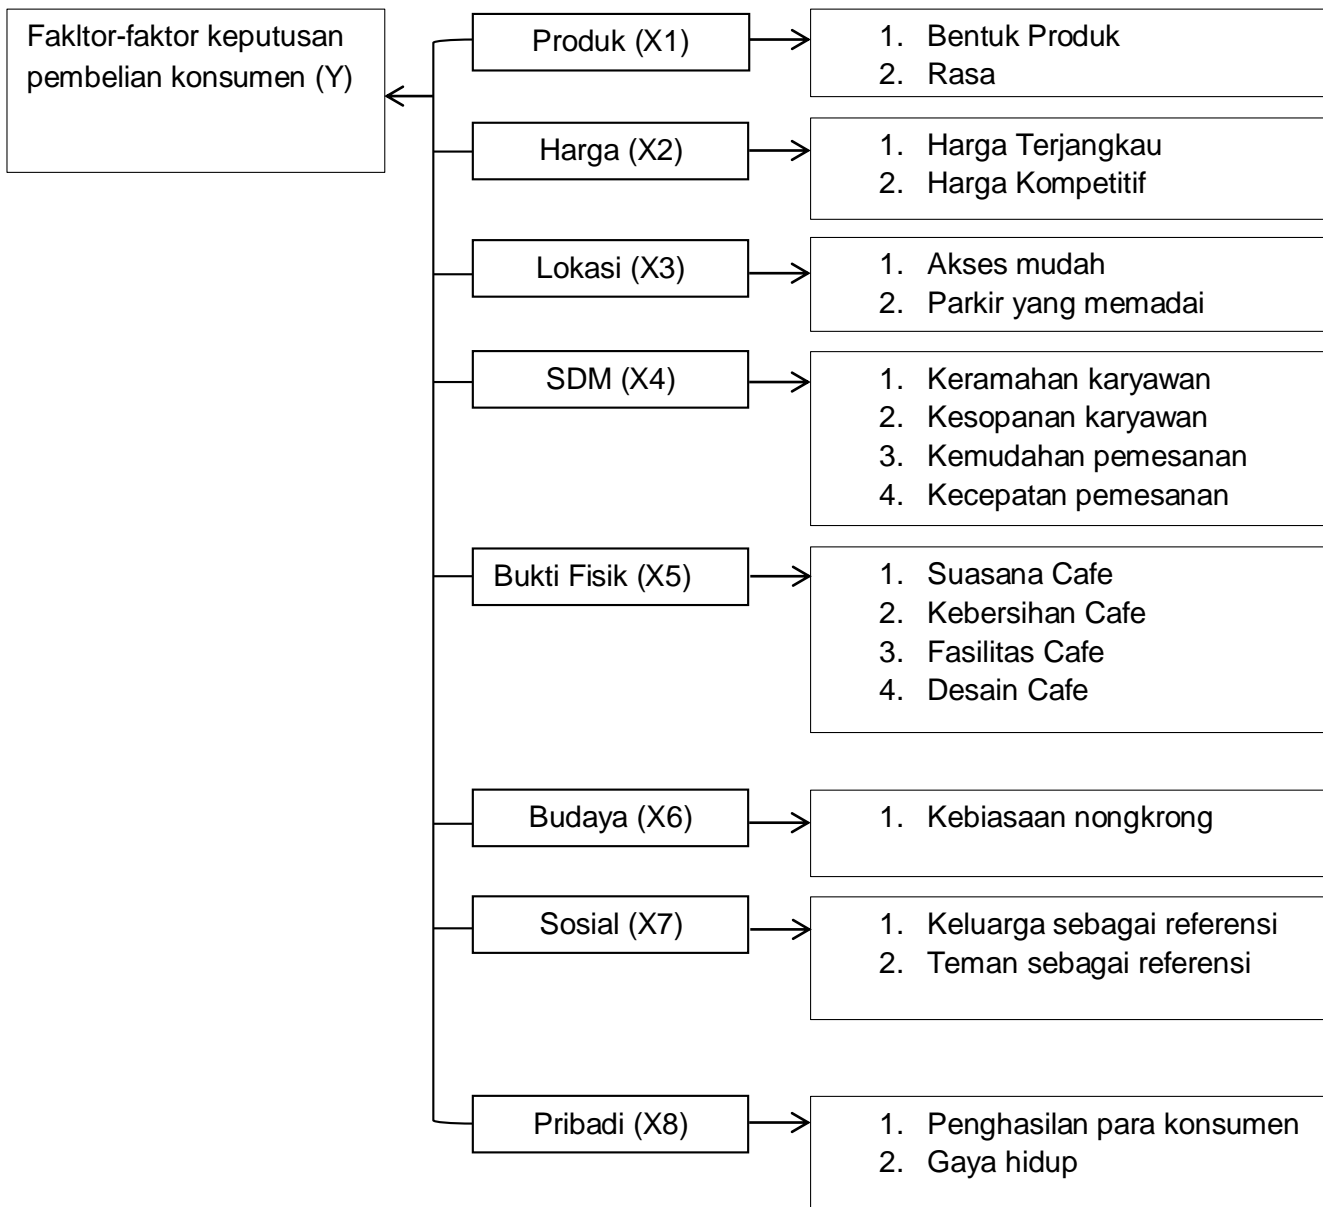 Fakltor-faktor keputusan
pembelian konsumen (Y)
Produk (X1)
1. Bentuk Produk
2. Rasa
Harga (X2)
1. Harga Terjangkau
2. Harga Kompetitif
Lokasi (X3)
1. Akses mudah
2. Parkir yang memadai
SDM (X4)
1. Keramahan karyawan
2. Kesopanan karyawan
3. Kemudahan pemesanan
4. Kecepatan pemesanan
Bukti Fisik (X5)
1. Suasana Cafe
2. Kebersihan Cafe
3. Fasilitas Cafe
4. Desain Cafe
Budaya (X6)
1. Kebiasaan nongkrong
Sosial (X7)
1. Keluarga sebagai referensi
2. Teman sebagai referensi
Pribadi (X8)
1. Penghasilan para konsumen
2. Gaya hidup